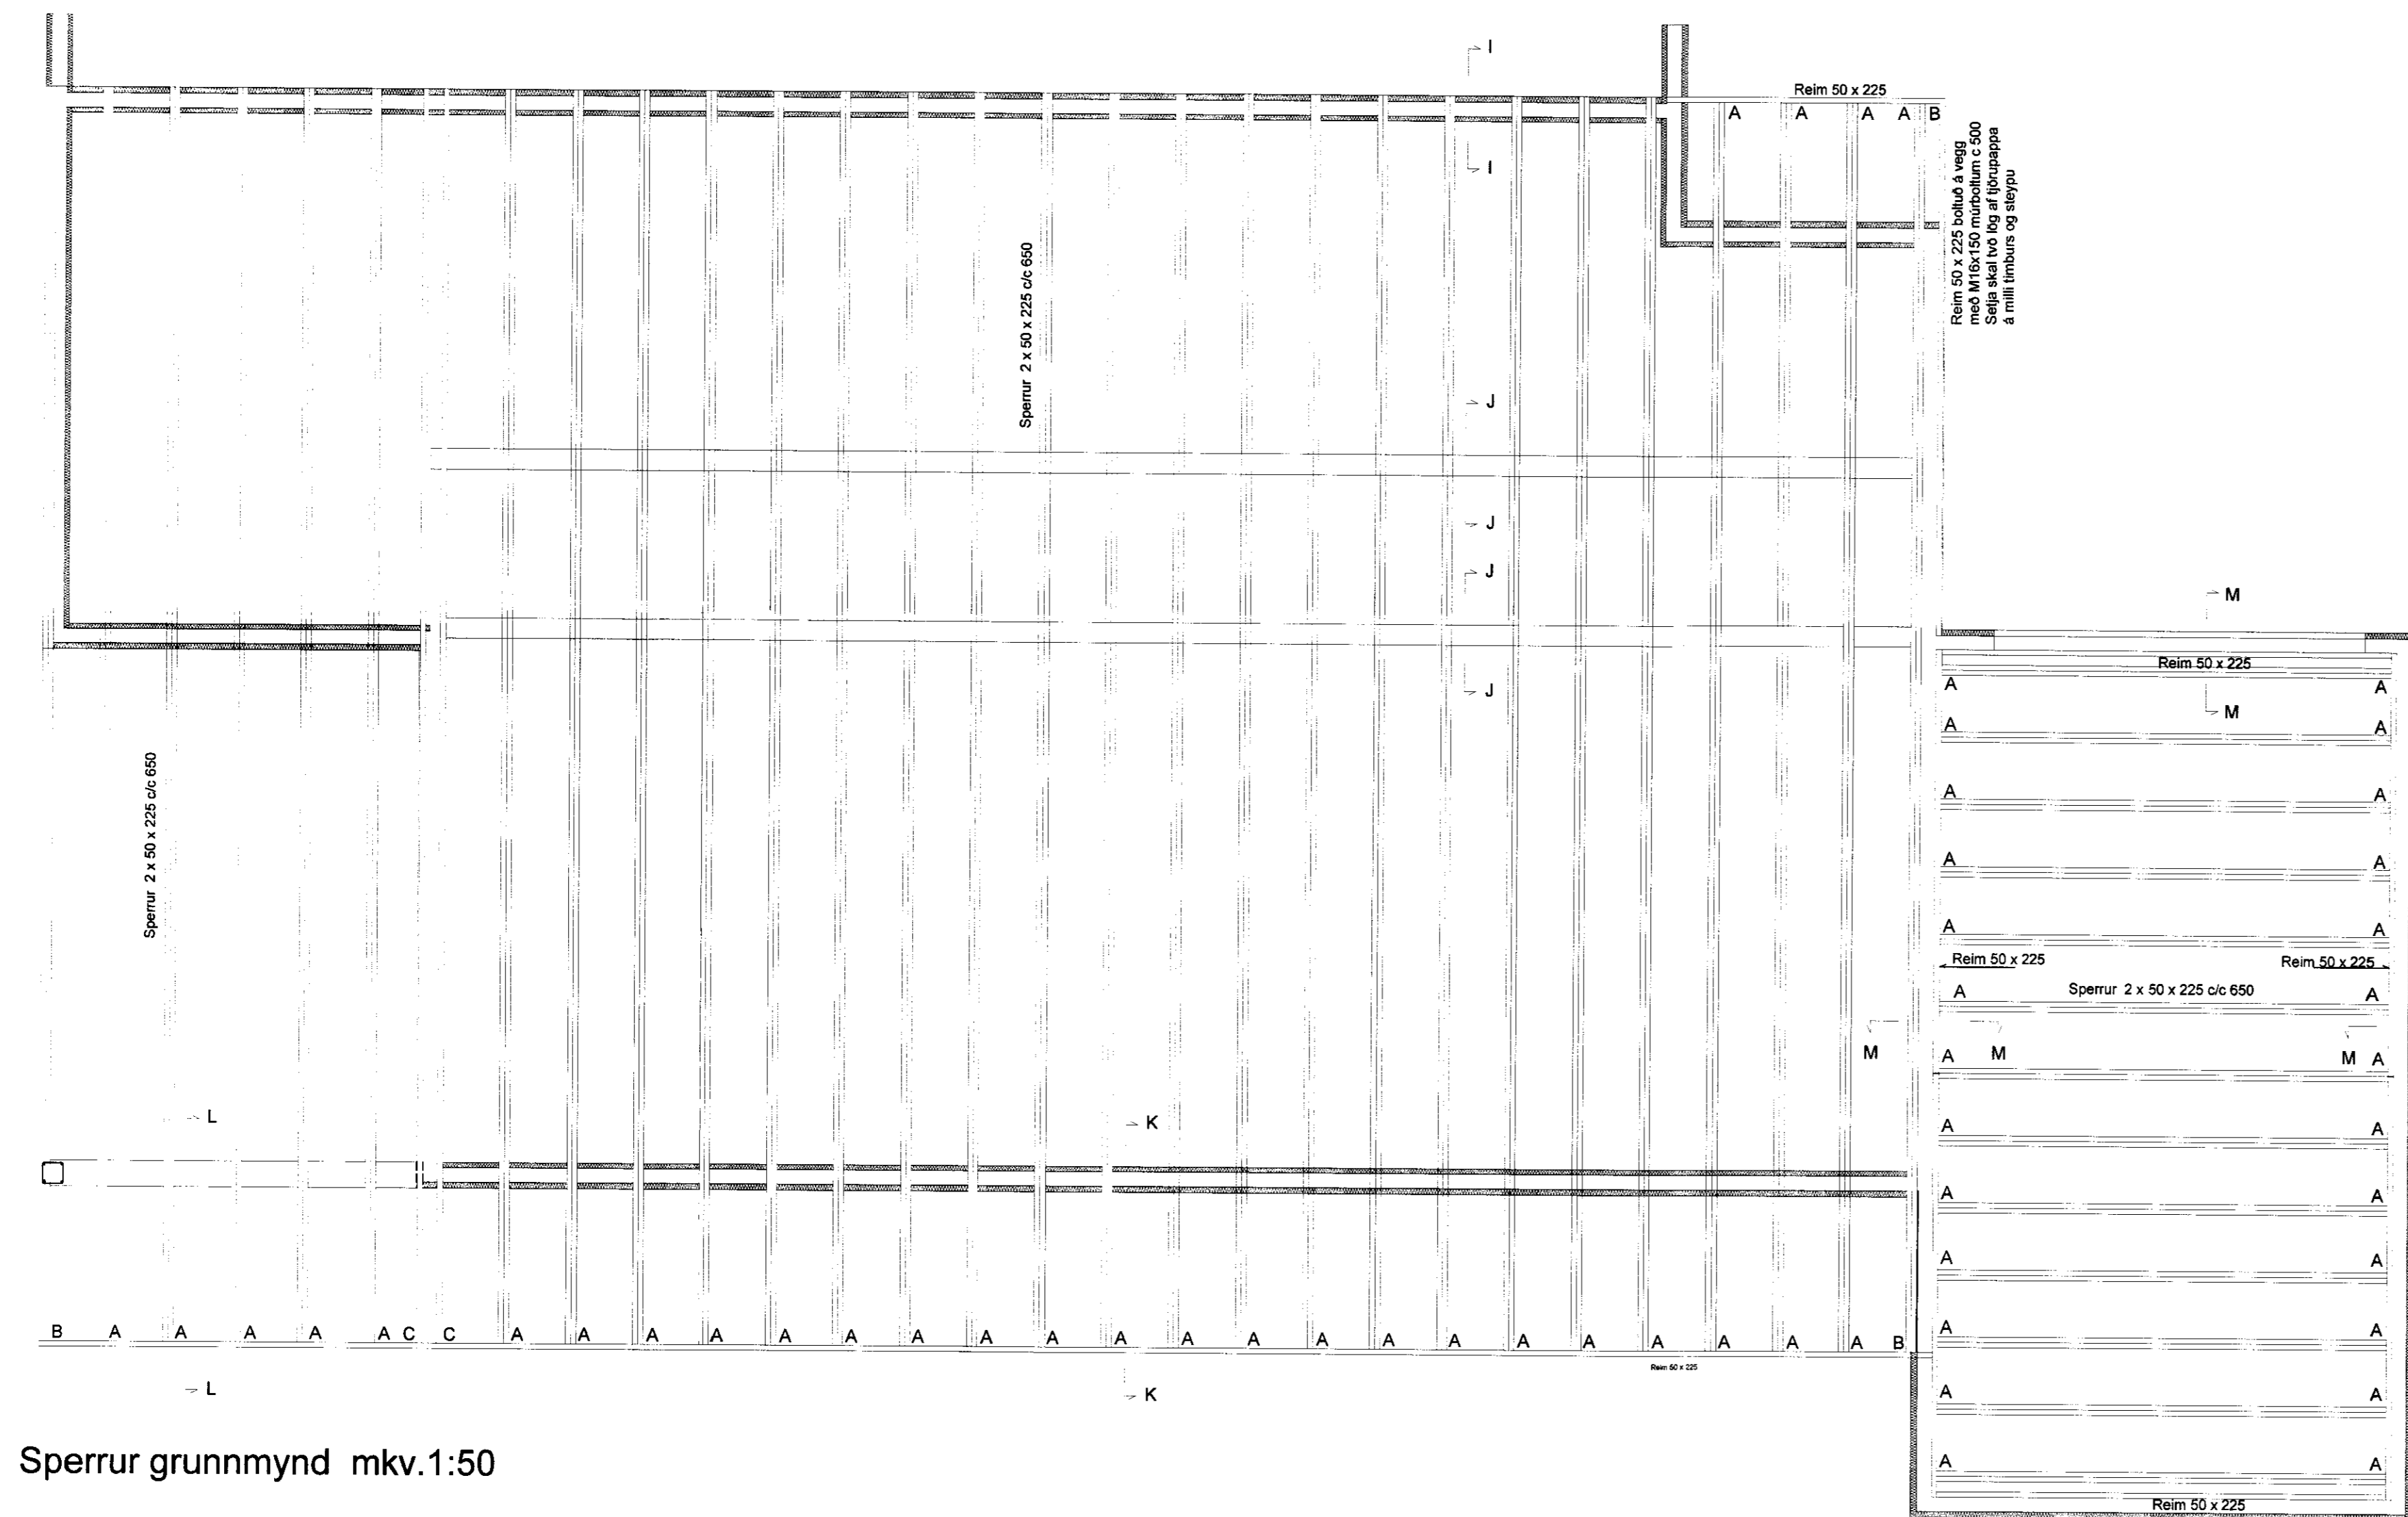 I
Reim 50 x 225
A A A A B
I
Reim 50 x 225 boltuð á vegg
með M16x150 múrboltum c 500
Setja skal tvö lög af tjörupappa
á milli timburs og steypu
Sperrur 2 x 50 x 225 c/c 650
J
J
J
M
Reim 50 x 225
A A
J
M
A A
Sperrur 2 x 50 x 225 c/c 650
A A
A A
A A
Reim 50 x 225 Reim 50 x 225
A Sperrur 2 x 50 x 225 c/c 650 A
M A M M A
L
K
A A
A A
A A
B A A A A A C C A A A A A A A A A A A A A A A A A A A A A B
A A
Reim 50 x 225
L
K
A A
Sperrur grunnmynd mkv.1:50
A A
Reim 50 x 225